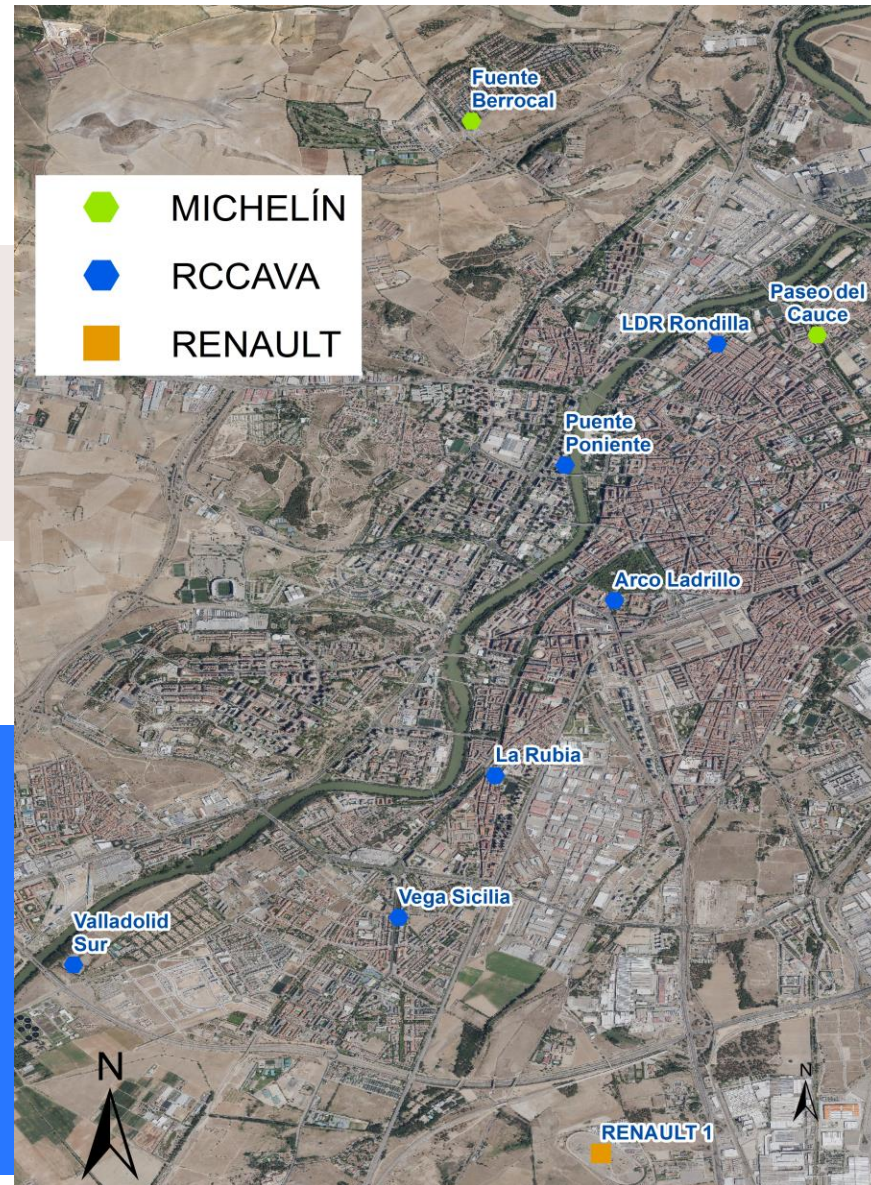 Fuente
Berrocal
MICHELÍN
RCCAVA
RENAULT
Paseo del
Cauce
LDR Rondilla
Puente
Poniente
Arco Ladrillo
La Rubia
Vega Sicilia
Valladolid
Sur
N
N
RENAULT 1